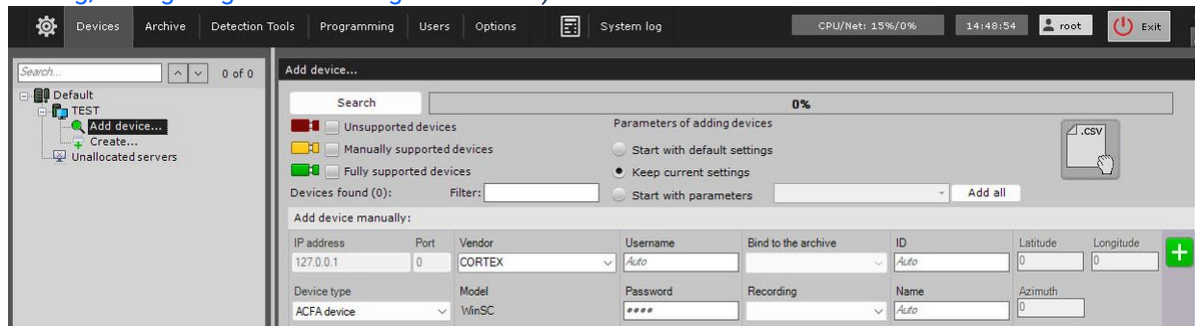 Devices Archive Detection Tools Programming Users Options System log CPU/Net: 15%/0% 14:48:54 root Exit
Search... 0 of 0
Default
TEST
Add device...
Create...
Unallocated servers
Add device...
Search 0%
Unsupported devices
Manually supported devices
Fully supported devices
Devices found (0): Filter:
Parameters of adding devices
Start with default settings
Keep current settings
Start with parameters Add all
.CSV
Add device manually:
IP address Port Vendor Username Bind to the archive ID Latitude Longitude
127.0.0.1 0 CORTEX Auto Auto 0 0
Device type Model Password Recording Name Azimuth
ACFA device WinSC **** Auto 0